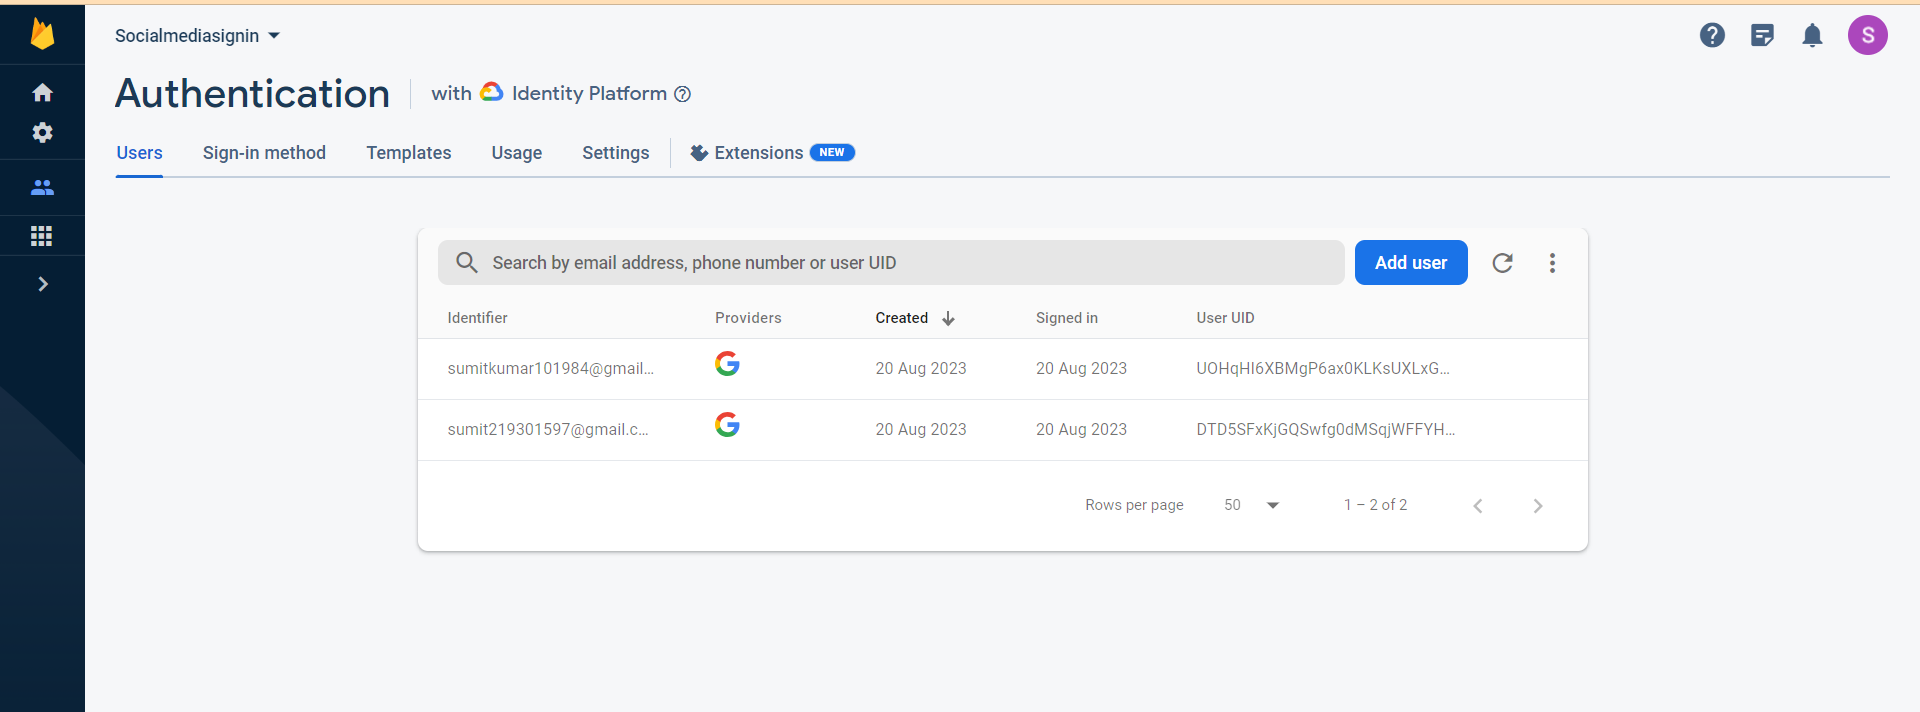 Socialmediasignin
S
Authentication with Identity Platform
Users Sign-in method Templates Usage Settings Extensions NEW
Search by email address, phone number or user UID Add user
Identifier Providers Created Signed in User UID
sumitkumar101984@gmail... 20 Aug 2023 20 Aug 2023 UOHqHI6XBMgP6ax0KLKsUXLxG...
sumit219301597@gmail.c... 20 Aug 2023 20 Aug 2023 DTD5SFxKjGQSwfg0dMSqjWFFYH...
Rows per page 50 1 – 2 of 2